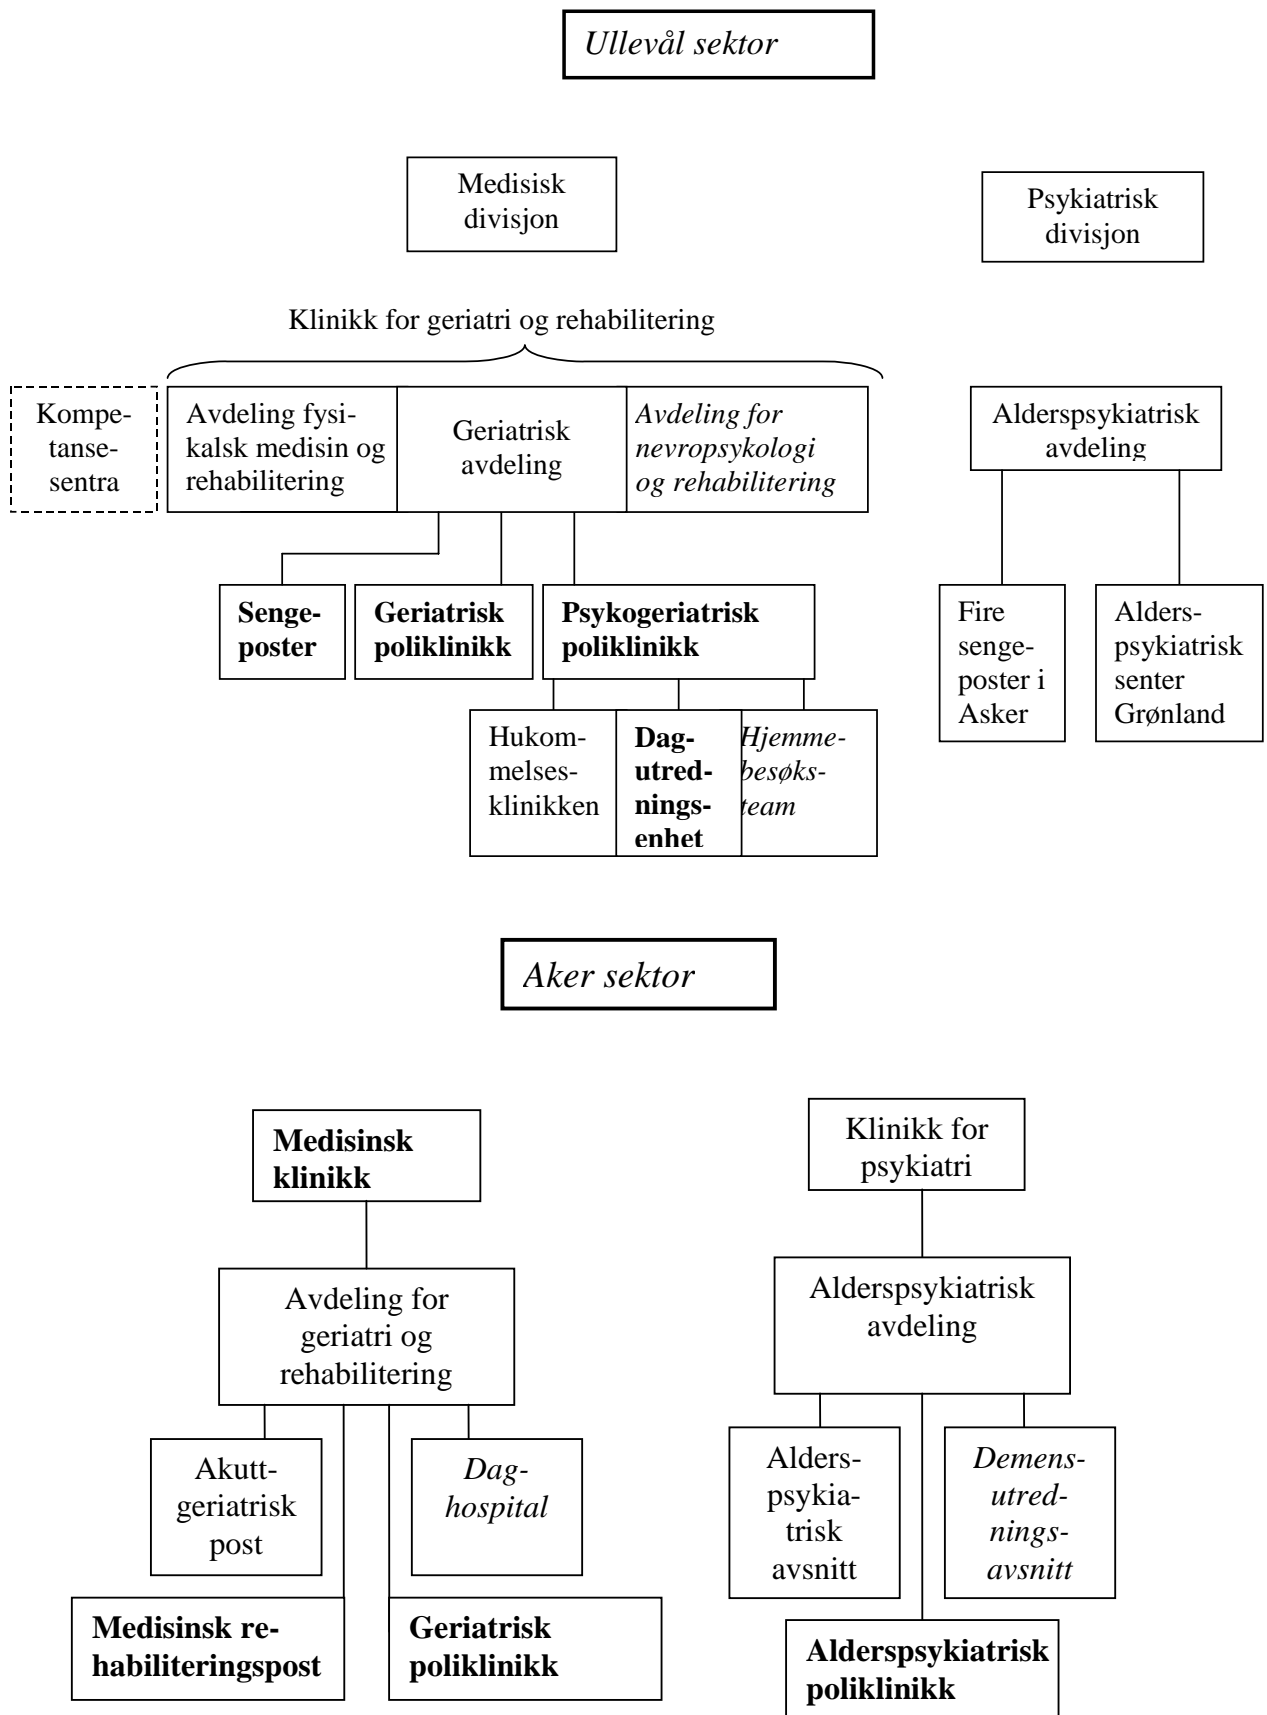 Ullevål sektor
Medisisk
divisjon
Psykiatrisk
divisjon
Klinikk for geriatri og rehabilitering
Kompe-
tanse-
sentra
Avdeling fysi-
kalsk medisin og
rehabilitering
Geriatrisk
avdeling
Avdeling for
nevropsykologi
og rehabilitering
Alderspsykiatrisk
avdeling
Senge-
poster
Geriatrisk
poliklinikk
Psykogeriatrisk
poliklinikk
Fire
senge-
poster i
Asker
Alders-
psykiatrisk
senter
Grønland
Hukom-
melses-
klinikken
Dag-
utred-
nings-
enhet
Hjemme-
besøks-
team
Aker sektor
Medisinsk
klinikk
Klinikk for
psykiatri
Avdeling for
geriatri og
rehabilitering
Alderspsykiatrisk
avdeling
Akutt-
geriatrisk
post
Dag-
hospital
Alders-
psykia-
trisk
avsnitt
Demens-
utred-
nings-
avsnitt
Medisinsk re-
habiliteringspost
Geriatrisk
poliklinikk
Alderspsykiatrisk
poliklinikk